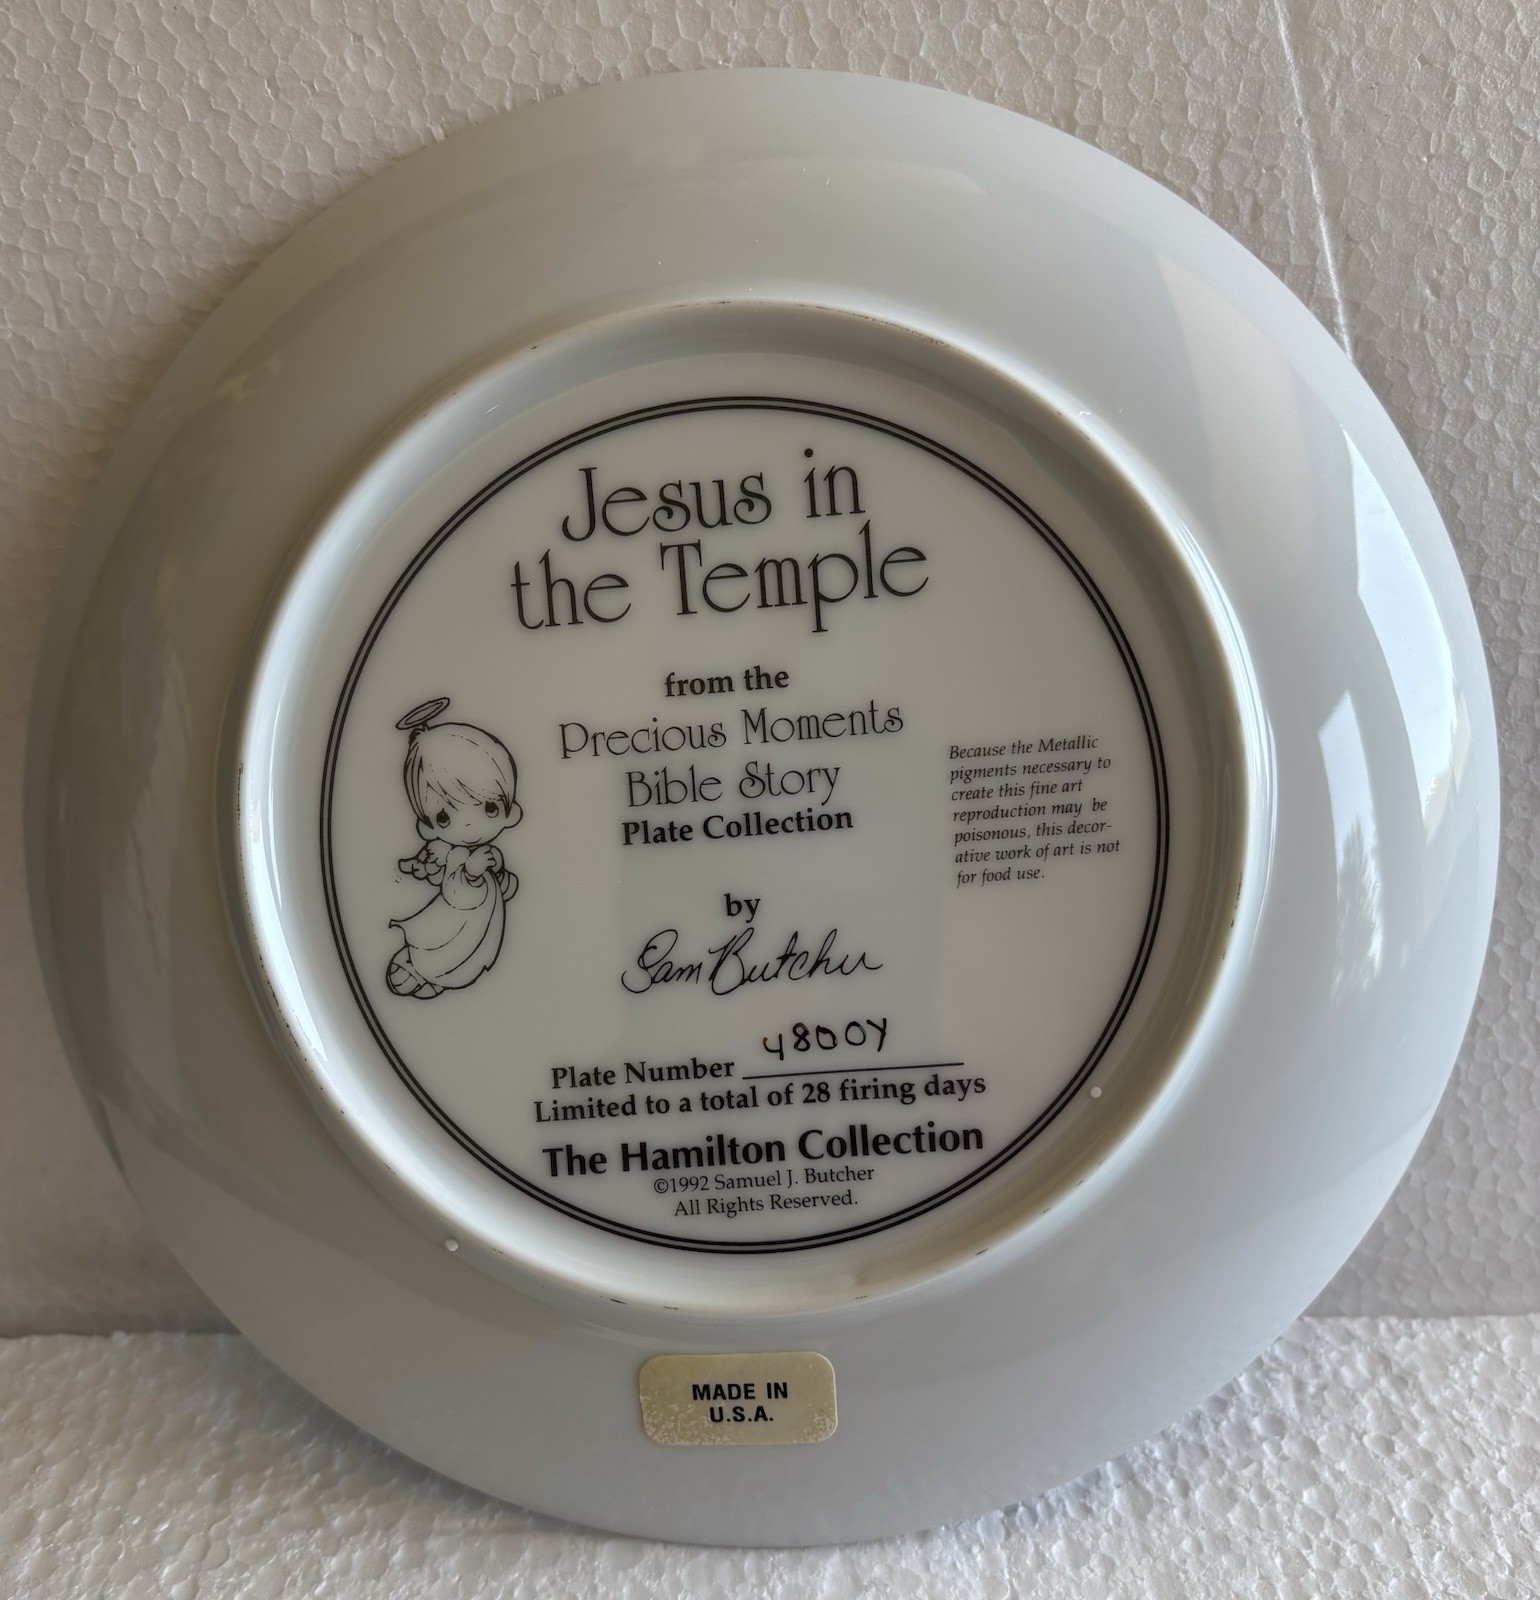 Jesus in
the Temple
from the
Precious Moments
Bible Story
Plate Collection
Because the Metallic
pigments necessary to
create this fine art
reproduction may be
poisonous, this decor-
ative work of art is not
for food use.
by
Sam Butcher
Plate Number 4800Y
Limited to a total of 28 firing days
The Hamilton Collection
©1992 Samuel J. Butcher
All Rights Reserved.
MADE IN
U.S.A.